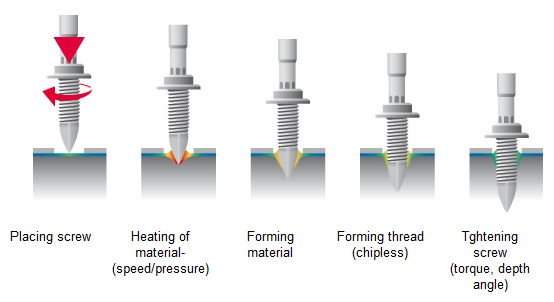 Placing screw
Heating of
material-
(speed/pressure)
Forming
material
Forming thread
(chipless)
Tghtening
screw
(torque, depth
angle)